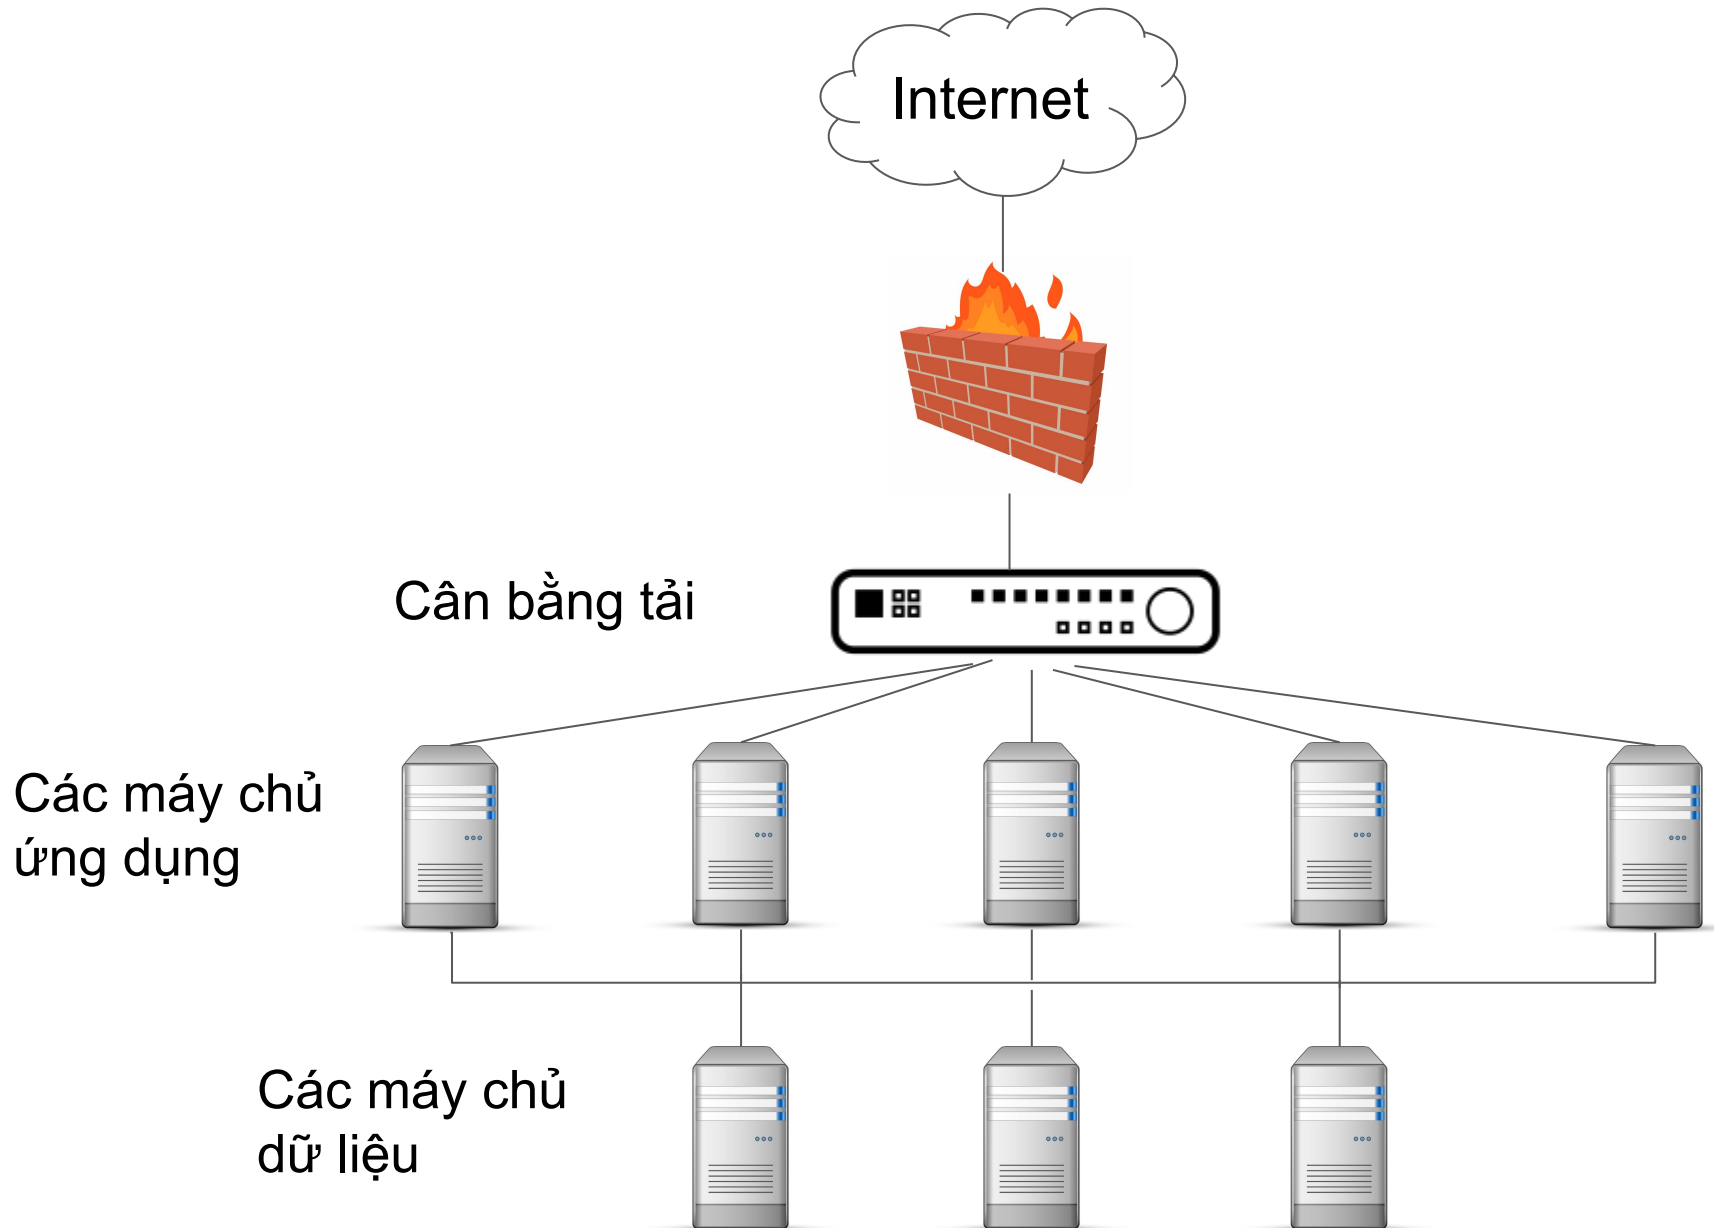 Internet
Cân bằng tải
Các máy chủ
ứng dụng
Các máy chủ
dữ liệu